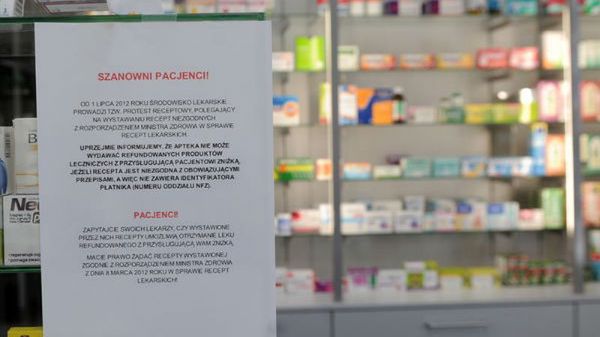 SZANOWNI PACJENCI!
OD 1 LIPCA 2012 ROKU ŚRODOWISKO LEKARSKIE
PROWADZI TZW. PROTEST RECEPTOWY, POLEGAJĄCY
NA WYSTAWIANIU RECEPT NIEZGODNYCH
Z ROZPORZĄDZENIEM MINISTRA ZDROWIA W SPRAWIE
RECEPT LEKARSKICH.
UPRZEJMIE INFORMUJEMY, ŻE APTEKA NIE MOŻE
WYDAWAĆ REFUNDOWANYCH PRODUKTÓW
LECZNICZYCH Z PRZYSŁUGUJĄCĄ PACJENTOWI ZNIŻKĄ,
JEŻELI RECEPTA JEST NIEZGODNA Z OBOWIĄZUJĄCYMI
PRZEPISAMI, A WIĘC NIE ZAWIERA IDENTYFIKATORA
PŁATNIKA (NUMERU ODDZIAŁU NFZ).
PACJENCI!
ZAPYTAJCIE SWOICH LEKARZY, CZY WYSTAWIONE
PRZEZ NICH RECEPTY UMOŻLIWIĄ OTRZYMANIE LEKU
REFUNDOWANEGO Z PRZYSŁUGUJĄCĄ WAM ZNIŻKĄ.
MACIE PRAWO ŻĄDAĆ RECEPTY WYSTAWIONEJ
ZGODNIE Z ROZPORZĄDZENIEM MINISTRA ZDROWIA
Z DNIA 8 MARCA 2012 ROKU W SPRAWIE RECEPT
LEKARSKICH!